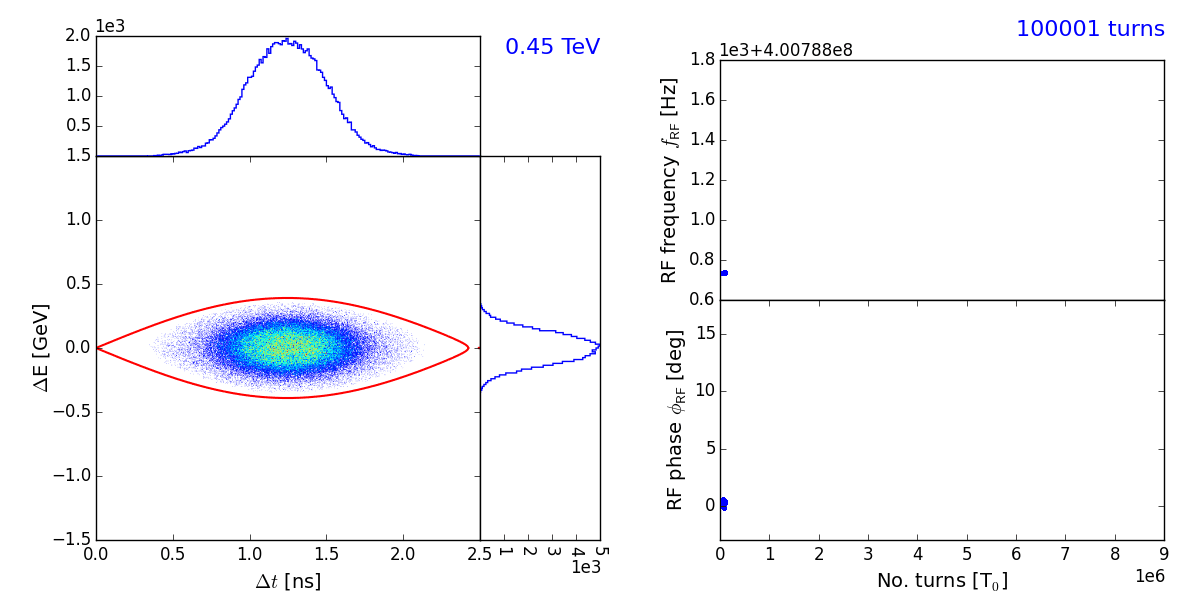 1e3
2.0
1.5
1.0
0.5
0.45 TeV
1.5
1.0
0.5
0.0
−0.5
−1.0
−1.5
ΔE [GeV]
0.0 0.5 1.0 1.5 2.0 2.5
Δt [ns]
1 2 3 4 5
1e3
100001 turns
1e3+4.00788e8
1.8
1.6
1.4
1.2
1.0
0.8
0.6
RF frequency fRF [Hz]
15
10
5
0
RF phase ϕRF [deg]
0 1 2 3 4 5 6 7 8 9
1e6
No. turns [T0]